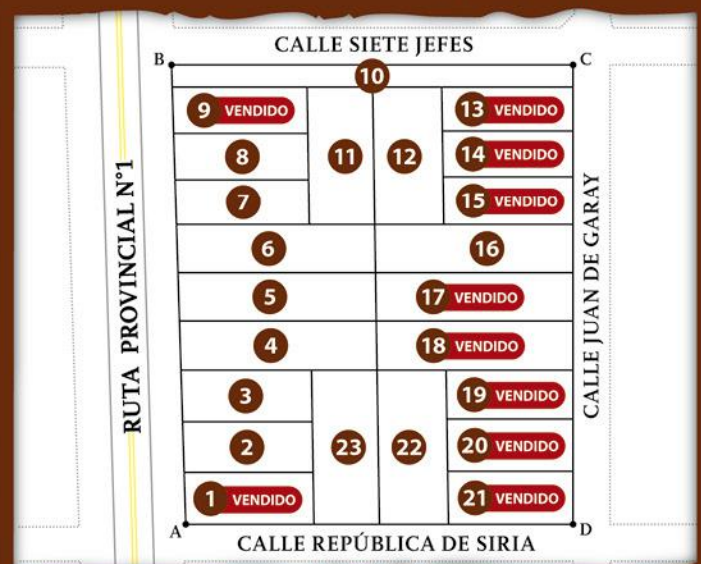 CALLE SIETE JEFES
B
C
10
9 VENDIDO
13 VENDIDO
8
11
12
14 VENDIDO
7
15 VENDIDO
6
16
5
17 VENDIDO
4
18 VENDIDO
3
19 VENDIDO
2
23
22
20 VENDIDO
1 VENDIDO
21 VENDIDO
A
D
CALLE REPÚBLICA DE SIRIA
RUTA PROVINCIAL N°1
CALLE JUAN DE GARAY